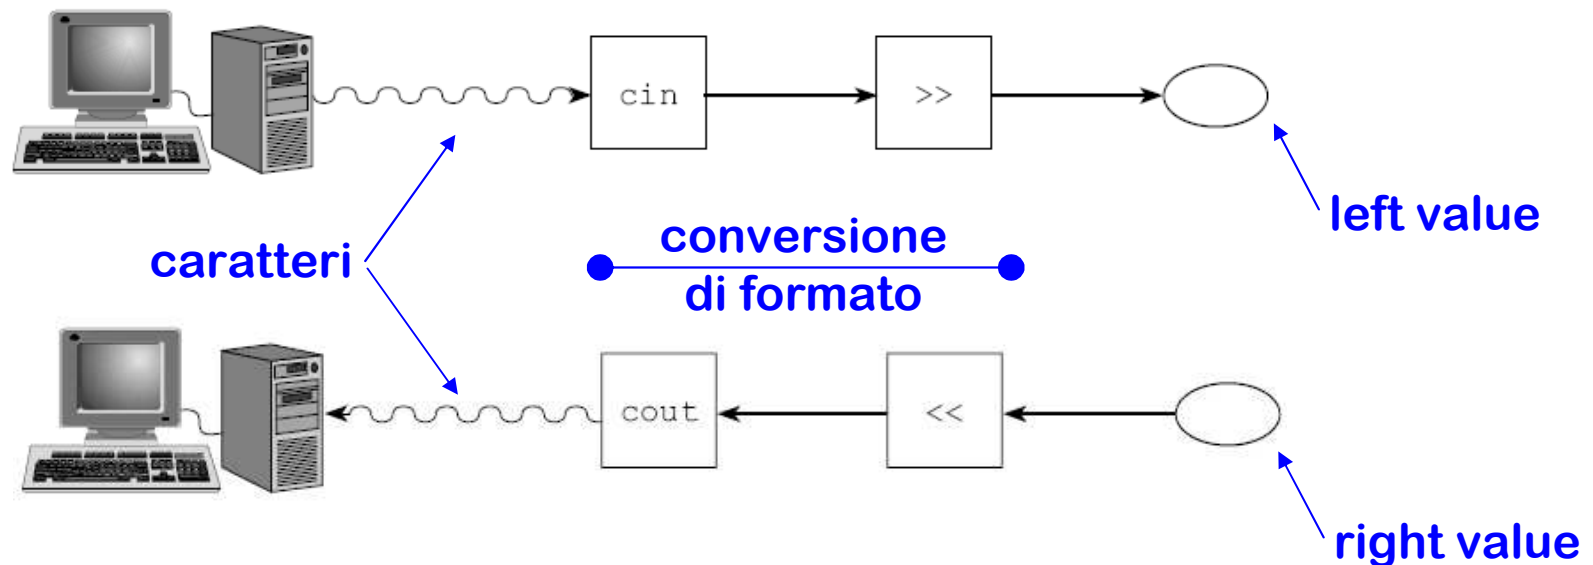 cin
>>
left value
caratteri
conversione
di formato
cout
<<
right value